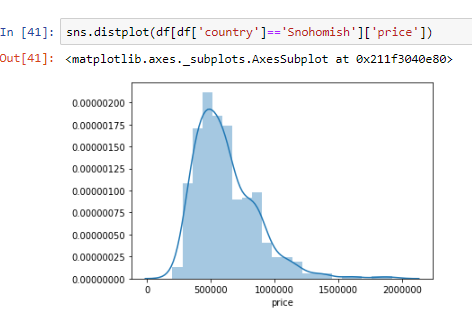 In [41]: sns.distplot(df[df['country']=='Snohomish']['price'])
Out[41]: <matplotlib.axes._subplots.AxesSubplot at 0x211f3040e80>
0.00000200
0.00000175
0.00000150
0.00000125
0.00000100
0.00000075
0.00000050
0.00000025
0.00000000
0 500000 1000000 1500000 2000000
price